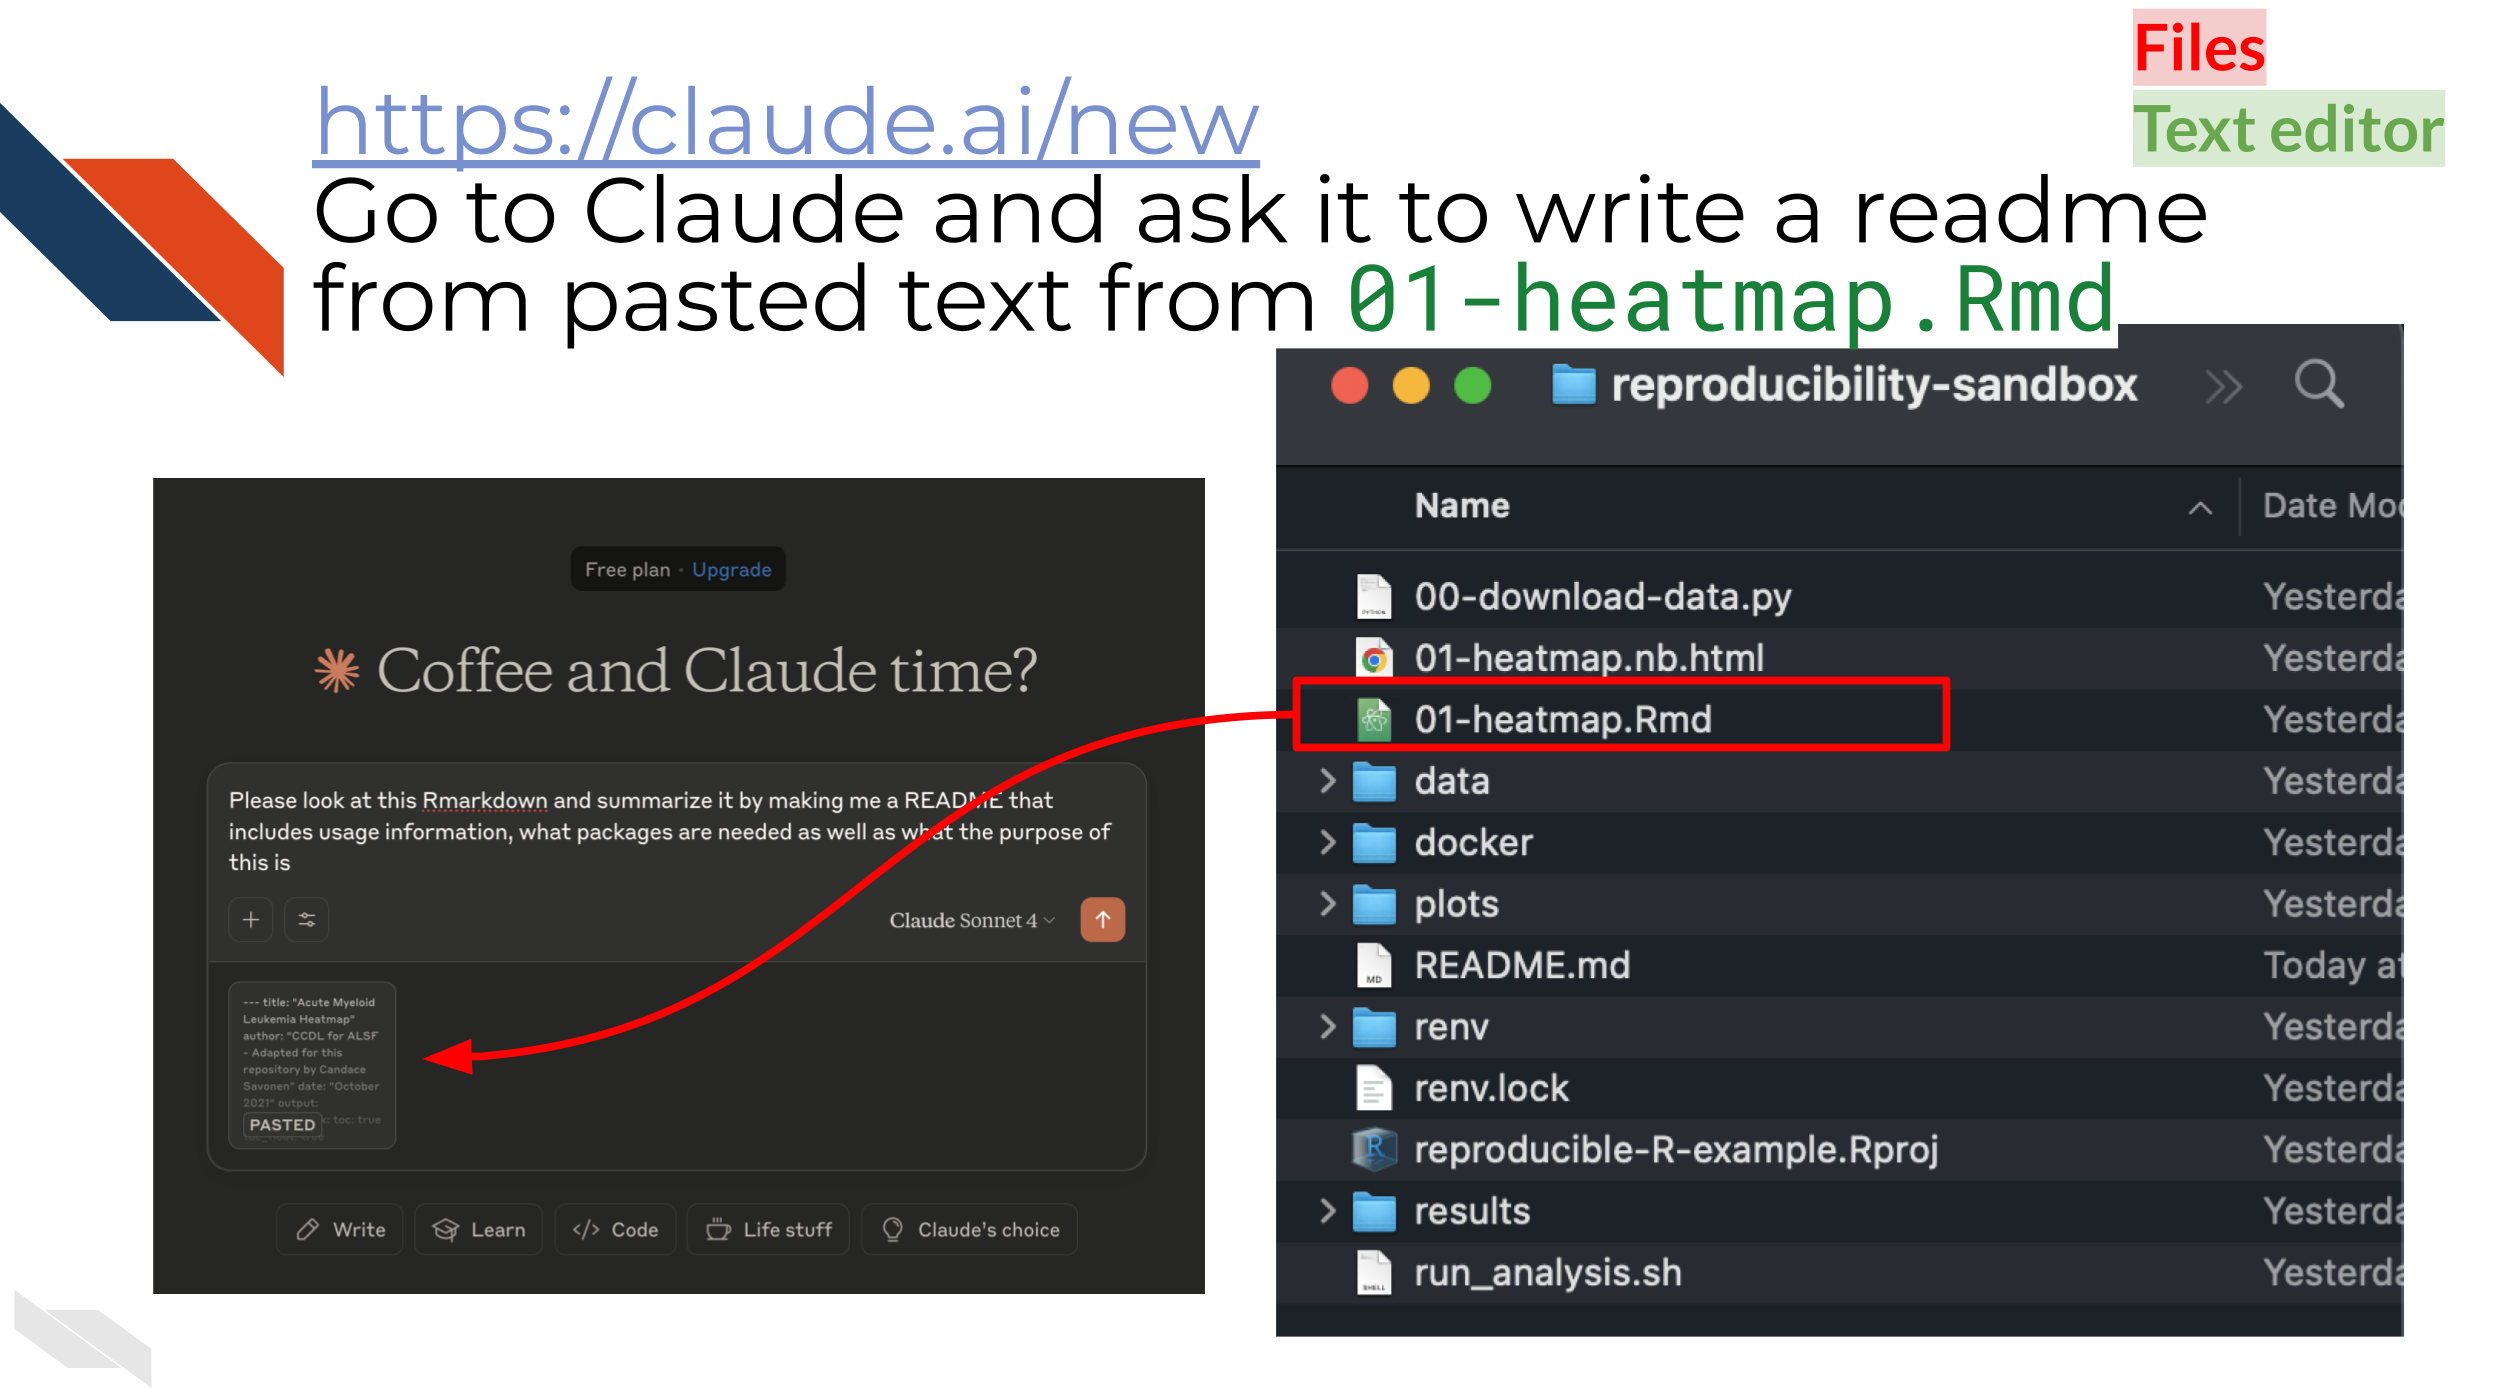 Files
Text editor
https://claude.ai/new
Go to Claude and ask it to write a readme
from pasted text from 01-heatmap.Rmd
Free plan • Upgrade
Coffee and Claude time?
Please look at this Rmarkdown and summarize it by making me a README that
includes usage information, what packages are needed as well as what the purpose of
this is
Claude Sonnet 4
--- title: "Acute Myeloid
Leukemia Heatmap"
author: "CCDL for ALSF
- Adapted for this
repository by Candace
Savonen" date: "October
2021" output:
toc: true
PASTED
Write
Learn
</> Code
Life stuff
Claude's choice
reproducibility-sandbox
Name
Date Mod
00-download-data.py Yesterda
01-heatmap.nb.html Yesterda
01-heatmap.Rmd Yesterda
data Yesterda
docker Yesterda
plots Yesterda
README.md Today at
renv Yesterda
renv.lock Yesterda
reproducible-R-example.Rproj Yesterda
results Yesterda
run_analysis.sh Yesterda
PYTHON
MD
SHELL